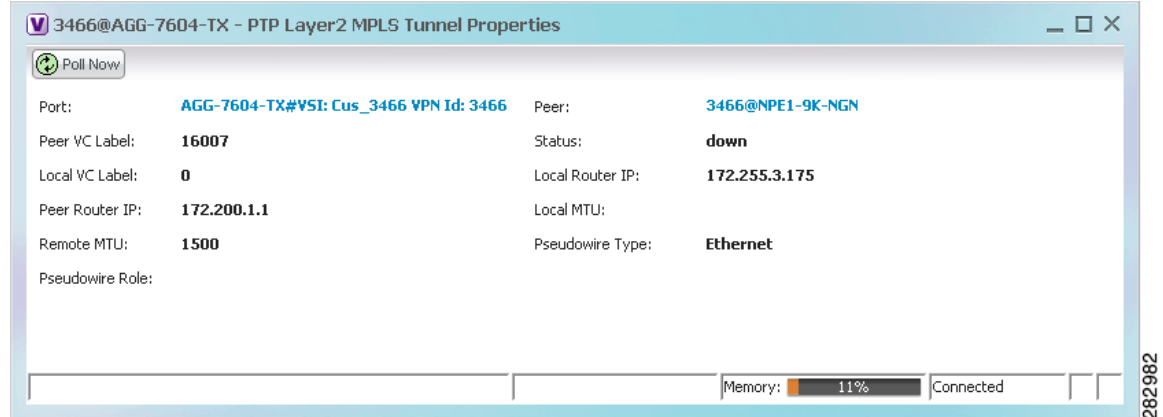 V 3466@AGG-7604-TX - PTP Layer2 MPLS Tunnel Properties
Poll Now
Port: AGG-7604-TX#VSI: Cus_3466 VPN Id: 3466 Peer: 3466@NPE1-9K-NGN
Peer VC Label: 16007 Status: down
Local VC Label: 0 Local Router IP: 172.255.3.175
Peer Router IP: 172.200.1.1 Local MTU:
Remote MTU: 1500 Pseudowire Type: Ethernet
Pseudowire Role:
Memory: 11% Connected
282982